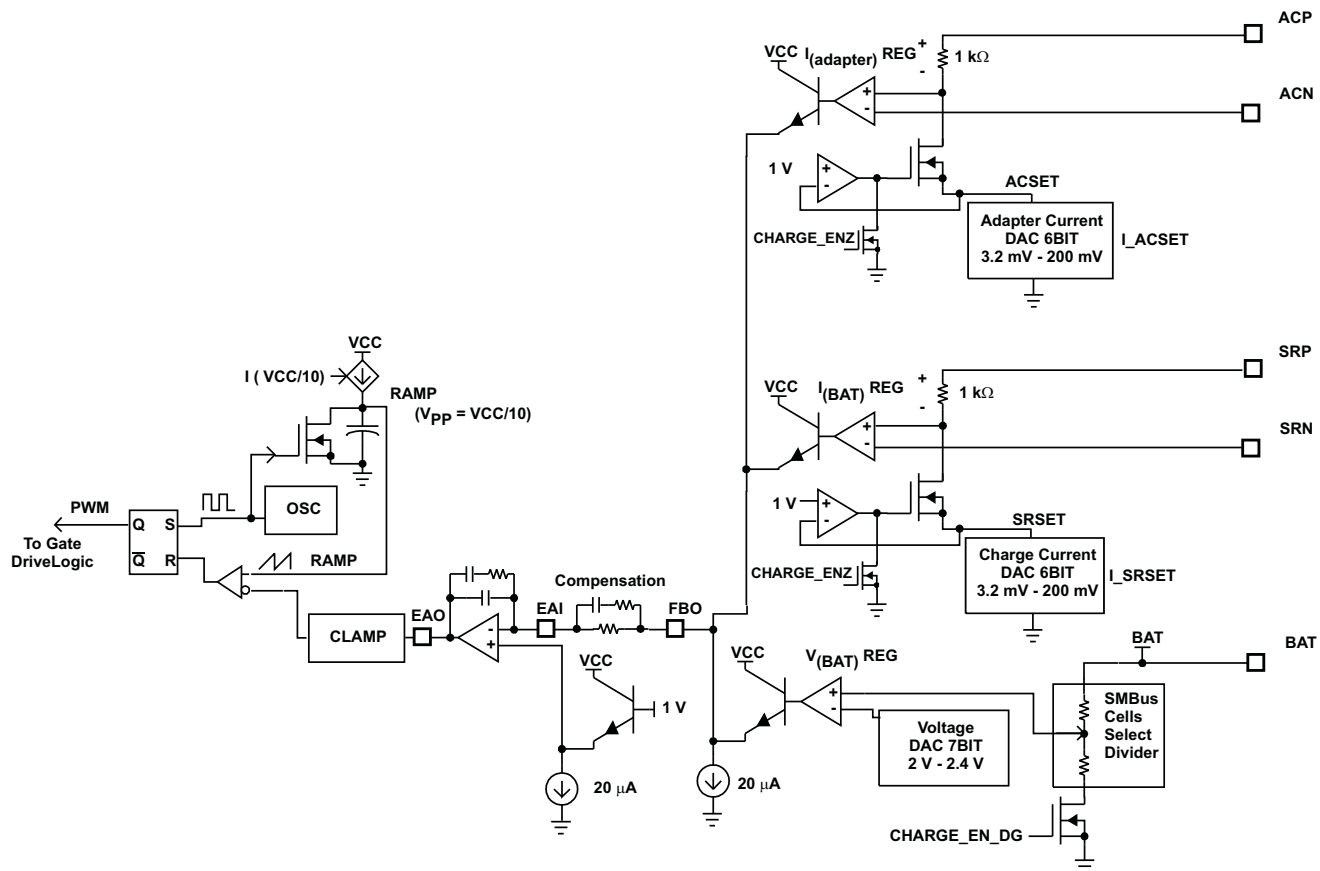 ACP
VCC
I(adapter) REG
+
-
1 kΩ
ACN
+
-
1 V
+
-
ACSET
Adapter Current
DAC 6BIT
3.2 mV - 200 mV
I_ACSET
CHARGE_ENZ
SRP
VCC
I(BAT) REG
+
-
1 kΩ
SRN
+
-
1 V
+
-
SRSET
Charge Current
DAC 6BIT
3.2 mV - 200 mV
I_SRSET
CHARGE_ENZ
VCC
I ( VCC/10)
RAMP
(VPP = VCC/10)
OSC
PWM
Q S
Q R
To Gate
DriveLogic
RAMP
CLAMP
EAO
-
+
EAI
Compensation
FBO
VCC
1 V
20 µA
VCC
V(BAT) REG
+
-
20 µA
Voltage
DAC 7BIT
2 V - 2.4 V
BAT
BAT
SMBus
Cells
Select
Divider
CHARGE_EN_DG